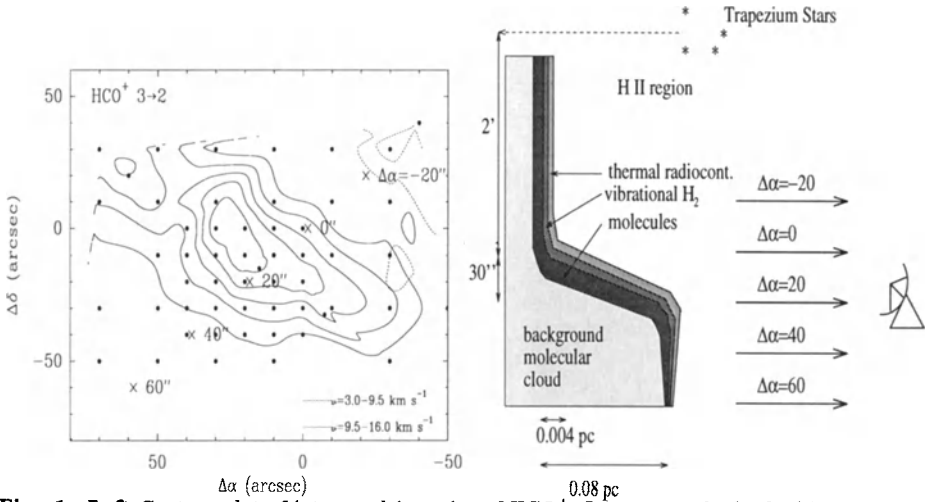 HCO+ 3→2
50
0
−50
Δδ (arcsec)
× Δα=−20''
× 0''
× 20''
× 40''
× 60''
=3.0−9.5 km s−1
=9.5−16.0 km s−1
50
0
−50
Δα (arcsec)
Trapezium Stars
H II region
2'
thermal radiocont.
vibrational H2
molecules
30''
background
molecular
cloud
0.004 pc
0.08 pc
Δα=−20
Δα=0
Δα=20
Δα=40
Δα=60